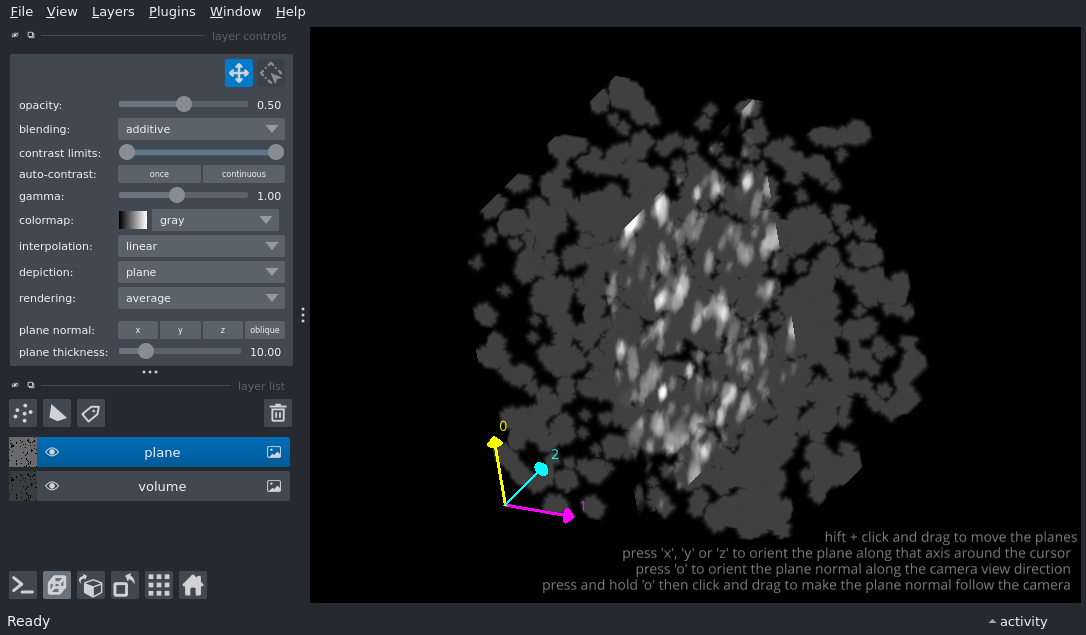 File View Layers Plugins Window Help
layer controls
opacity: 0.50
blending: additive
contrast limits:
auto-contrast: once continuous
gamma: 1.00
colormap: gray
interpolation: linear
depiction: plane
rendering: average
plane normal: x y z oblique
plane thickness: 10.00
layer list
plane
volume
0
2
1
hift + click and drag to move the planes
press 'x', 'y' or 'z' to orient the plane along that axis around the cursor
press 'o' to orient the plane normal along the camera view direction
press and hold 'o' then click and drag to make the plane normal follow the camera
Ready
activity